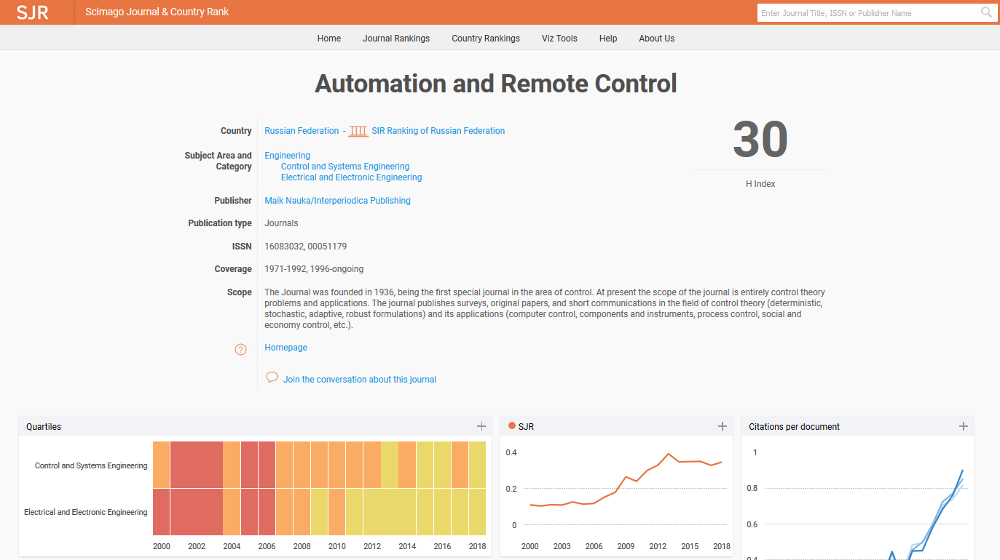 SJR
Scimago Journal & Country Rank
Enter Journal Title, ISSN or Publisher Name
Home Journal Rankings Country Rankings Viz Tools Help About Us
Automation and Remote Control
Country Russian Federation - SIR Ranking of Russian Federation
Subject Area and
Category
Engineering
Control and Systems Engineering
Electrical and Electronic Engineering
Publisher Maik Nauka/Interperiodica Publishing
Publication type Journals
ISSN 16083032, 00051179
Coverage 1971-1992, 1996-ongoing
Scope The Journal was founded in 1936, being the first special journal in the area of control. At present the scope of the journal is entirely control theory
problems and applications. The journal publishes surveys, original papers, and short communications in the field of control theory (deterministic,
stochastic, adaptive, robust formulations) and its applications (computer control, components and instruments, process control, social and
economy control, etc.).
? Homepage
Join the conversation about this journal
30
H Index
Quartiles
Control and Systems Engineering
Electrical and Electronic Engineering
2000 2002 2004 2006 2008 2010 2012 2014 2016 2018
SJR
0.4
0.2
0
2000 2003 2006 2009 2012 2015 2018
Citations per document
1
0.8
0.6
0.4